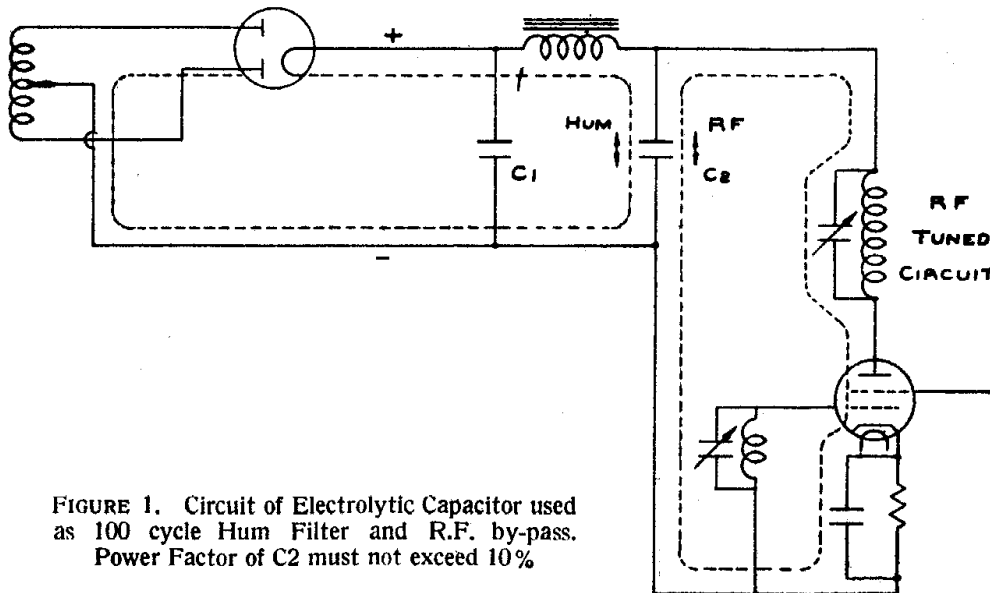 +
HUM
RF
C1
C2
RF
TUNED
CIRCUIT
−
FIGURE 1. Circuit of Electrolytic Capacitor used
as 100 cycle Hum Filter and R.F. by-pass.
Power Factor of C2 must not exceed 10%